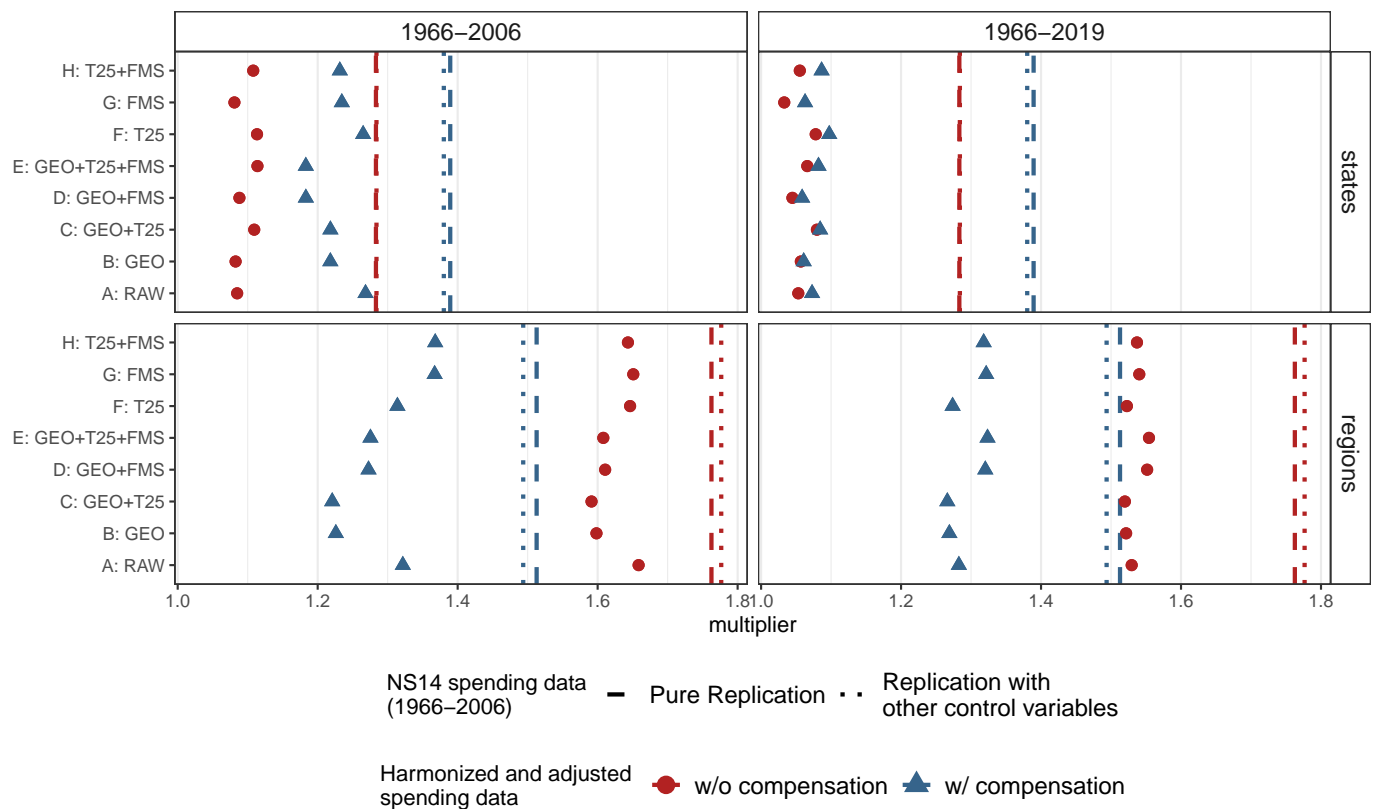 1966−2006
1966−2019
H: T25+FMS
G: FMS
F: T25
E: GEO+T25+FMS
D: GEO+FMS
C: GEO+T25
B: GEO
A: RAW
states
H: T25+FMS
G: FMS
F: T25
E: GEO+T25+FMS
D: GEO+FMS
C: GEO+T25
B: GEO
A: RAW
regions
1.0 1.2 1.4 1.6 1.8
1.0 1.2 1.4 1.6 1.8
multiplier
NS14 spending data
(1966−2006)
Pure Replication
Replication with
other control variables
Harmonized and adjusted
spending data
w/o compensation
w/ compensation